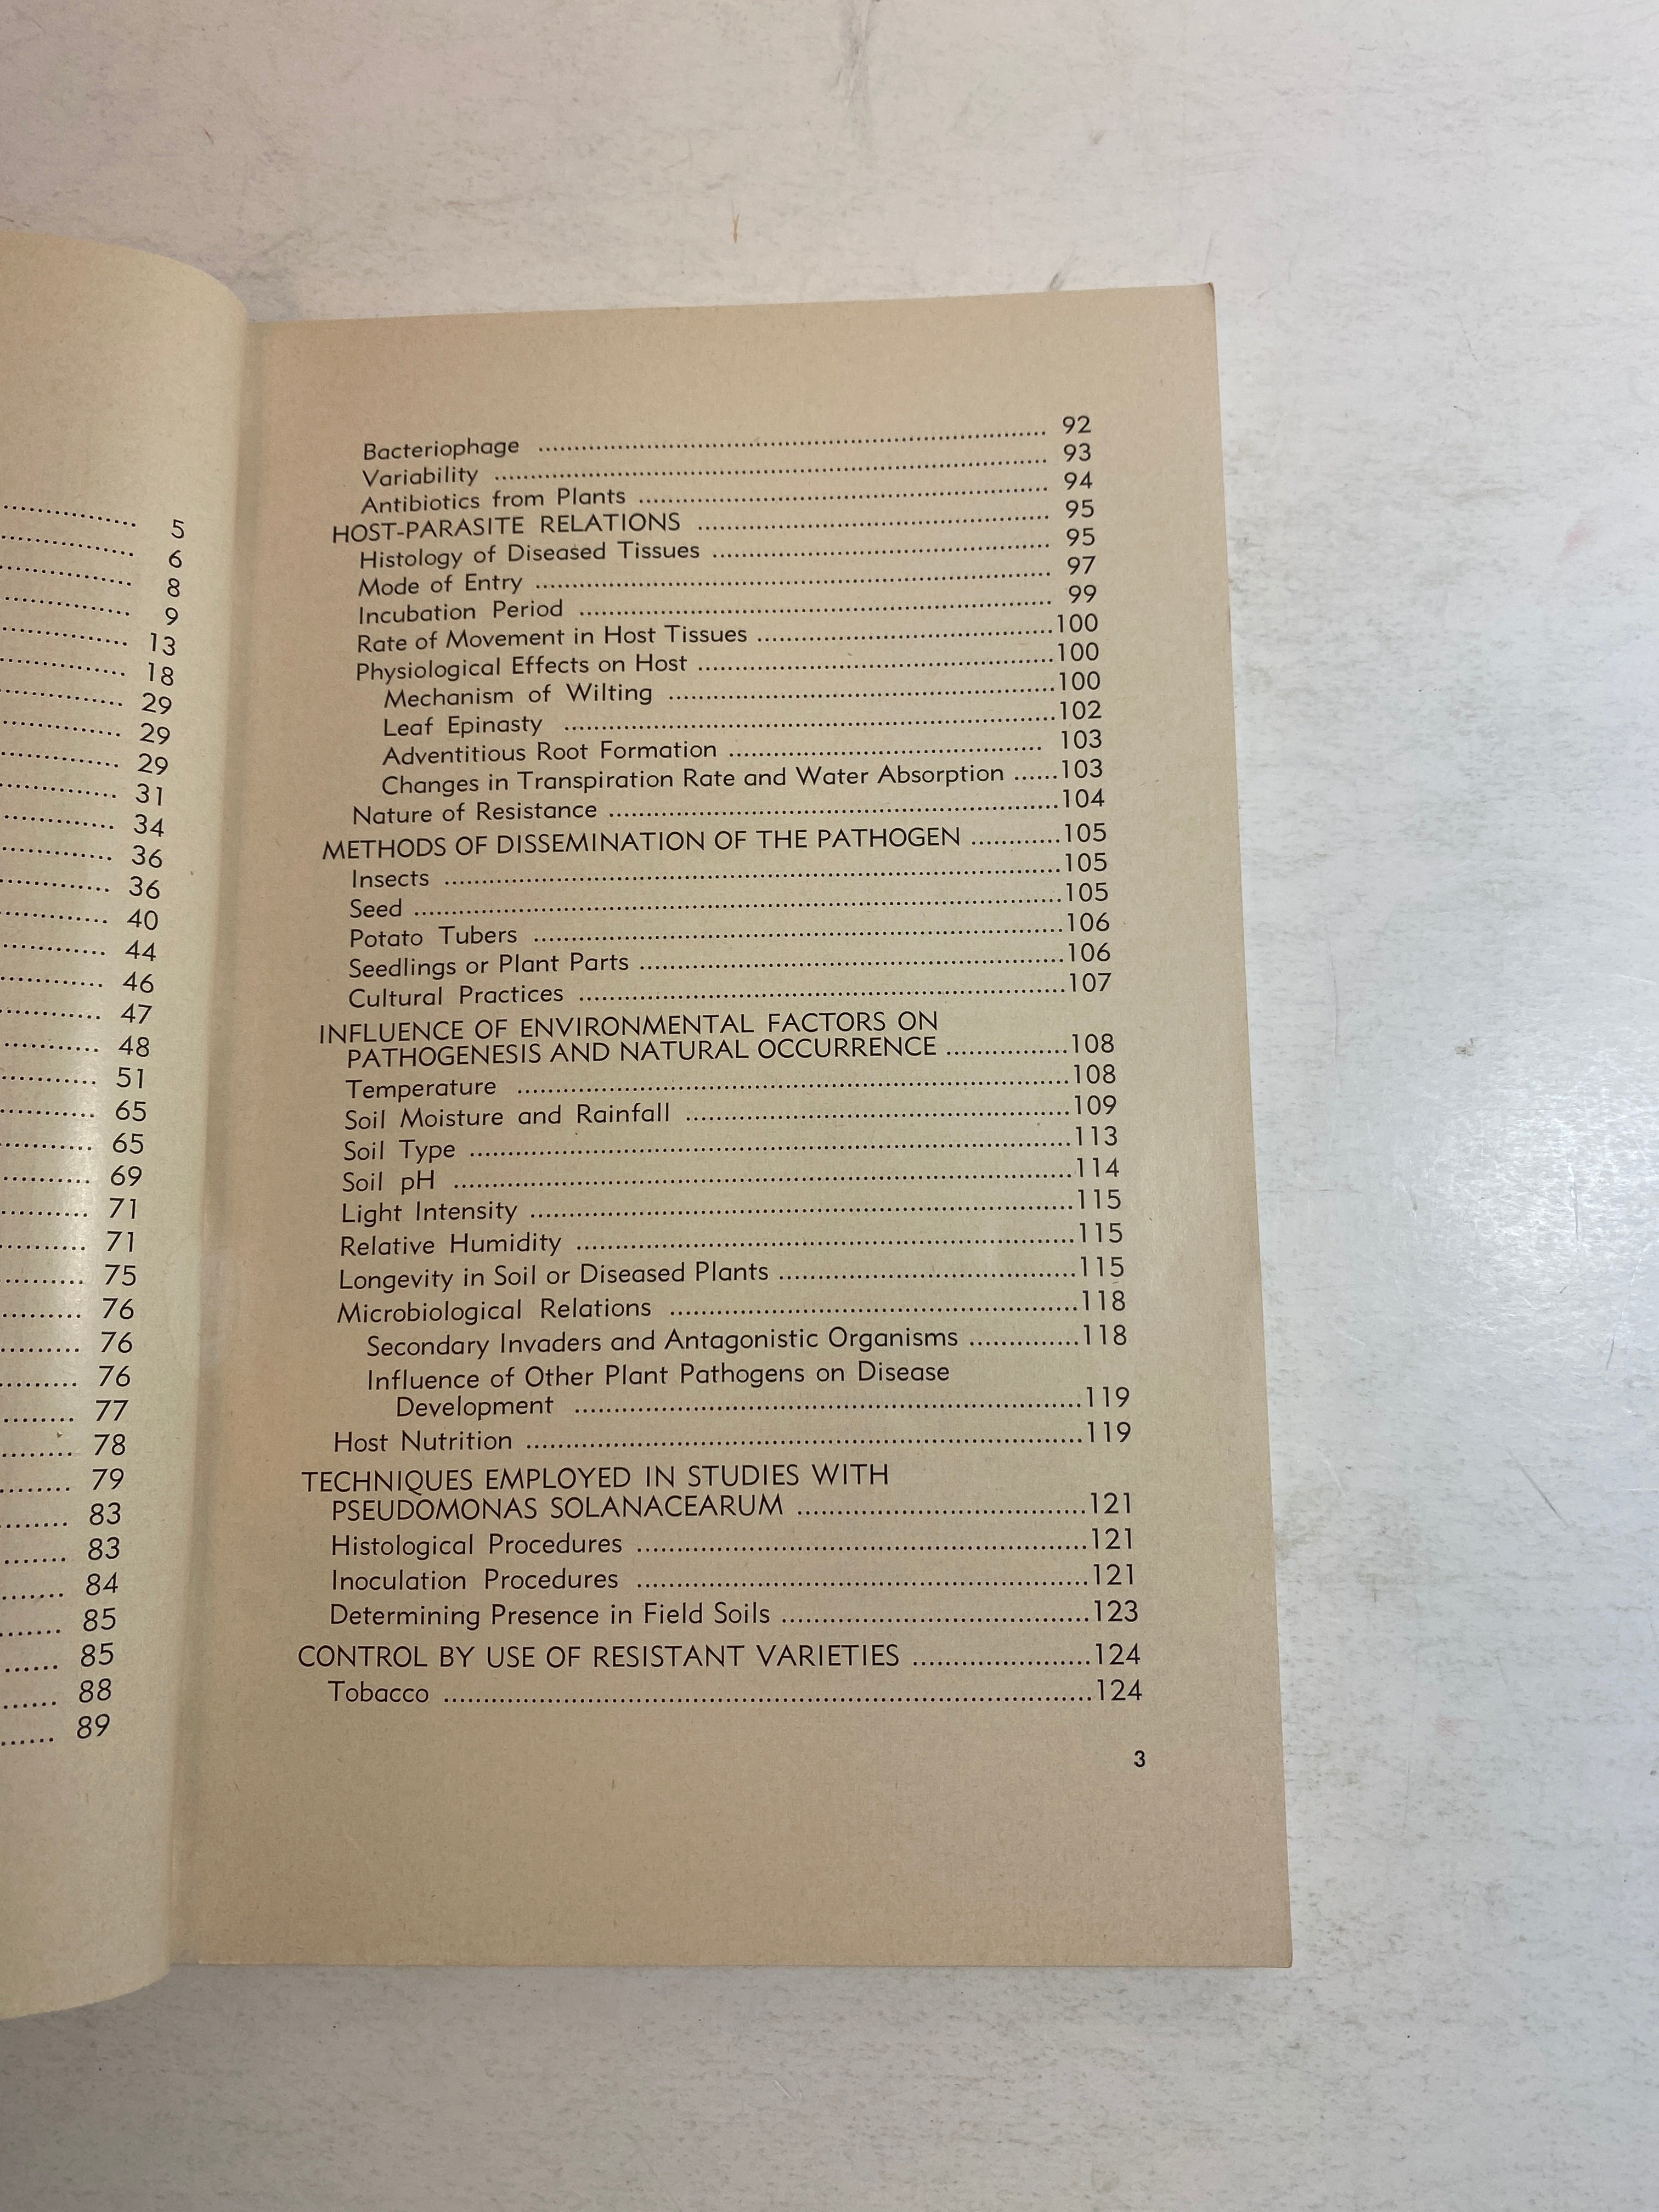 5
6
8
9
13
18
29
29
29
31
34
36
36
40
44
46
47
48
51
65
65
69
71
71
75
76
76
76
77
78
79
83
83
84
85
85
88
89
Bacteriophage 92
Variability 93
Antibiotics from Plants 94
HOST-PARASITE RELATIONS 95
Histology of Diseased Tissues 95
Mode of Entry 97
Incubation Period 99
Rate of Movement in Host Tissues 100
Physiological Effects on Host 100
Mechanism of Wilting 100
Leaf Epinasty 102
Adventitious Root Formation 103
Changes in Transpiration Rate and Water Absorption 103
Nature of Resistance 104
METHODS OF DISSEMINATION OF THE PATHOGEN 105
Insects 105
Seed 105
Potato Tubers 106
Seedlings or Plant Parts 106
Cultural Practices 107
INFLUENCE OF ENVIRONMENTAL FACTORS ON
PATHOGENESIS AND NATURAL OCCURRENCE 108
Temperature 108
Soil Moisture and Rainfall 109
Soil Type 113
Soil pH 114
Light Intensity 115
Relative Humidity 115
Longevity in Soil or Diseased Plants 115
Microbiological Relations 118
Secondary Invaders and Antagonistic Organisms 118
Influence of Other Plant Pathogens on Disease
Development 119
Host Nutrition 119
TECHNIQUES EMPLOYED IN STUDIES WITH
PSEUDOMONAS SOLANACEARUM 121
Histological Procedures 121
Inoculation Procedures 121
Determining Presence in Field Soils 123
CONTROL BY USE OF RESISTANT VARIETIES 124
Tobacco 124
3